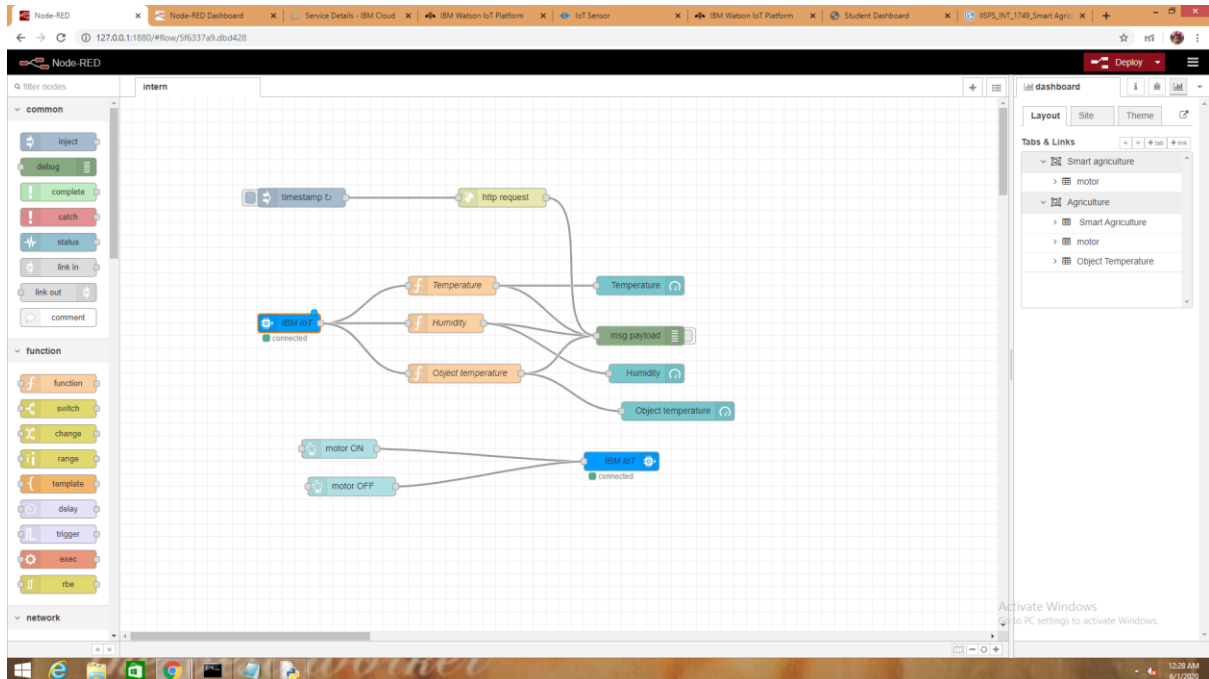 Node-RED
Node-RED Dashboard
Service Details - IBM Cloud
IBM Watson IoT Platform
IoT Sensor
IBM Watson IoT Platform
Student Dashboard
IISPS_INT_1749_Smart Agric
127.0.0.1:1880/#flow/5f6337a9.dbd428
Node-RED
Deploy
filter nodes
intern
dashboard
common
Layout
Site
Theme
inject
Tabs & Links
tab
link
debug
Smart agriculture
complete
timestamp ↻
http request
motor
catch
Agriculture
status
Smart Agriculture
motor
link in
Object Temperature
link out
Temperature
Temperature
comment
IBM IoT
Humidity
connected
msg.payload
function
Object temperature
Humidity
function
switch
Object temperature
change
motor ON
range
IBM IoT
connected
template
motor OFF
delay
trigger
exec
rbe
Activate Windows
Go to PC settings to activate Windows.
network
12:28 AM
6/1/2020